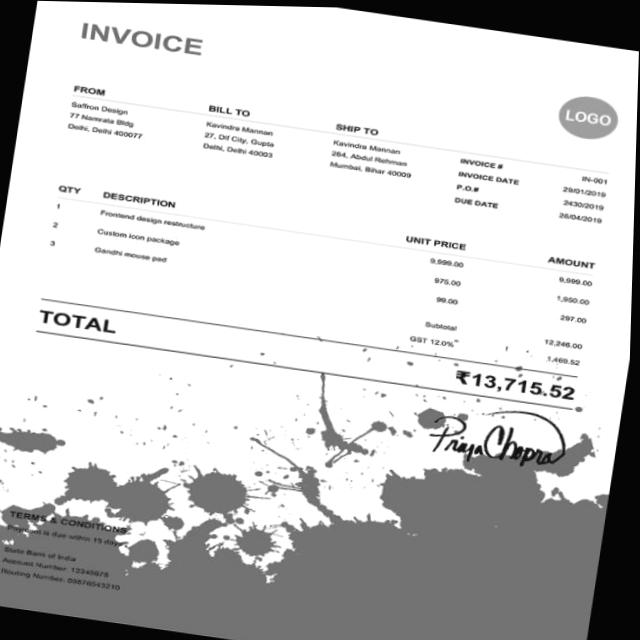 INVOICE
LOGO
FROM
Saffron Design
77 Namrata Bldg
Delhi, Delhi 400077
BILL TO
Kavindra Mannan
27, Dlf City, Gupta
Delhi, Delhi 40003
SHIP TO
Kavindra Mannan
264, Abdul Rehman
Mumbai, Bihar 40009
INVOICE # IN-001
INVOICE DATE 29/01/2019
P.O.# 2430/2019
DUE DATE 26/04/2019
QTY DESCRIPTION UNIT PRICE AMOUNT
1 Frontend design restructure 9,999.00 9,999.00
2 Custom icon package 975.00 1,950.00
3 Gandhi mouse pad 99.00 297.00
Subtotal 12,246.00
GST 12.0% 1,469.52
TOTAL ₹13,715.52
Praya Chopra
TERMS & CONDITIONS
Payment is due within 15 days
State Bank of India
Account Number: 12345678
Routing Number: 09876543210